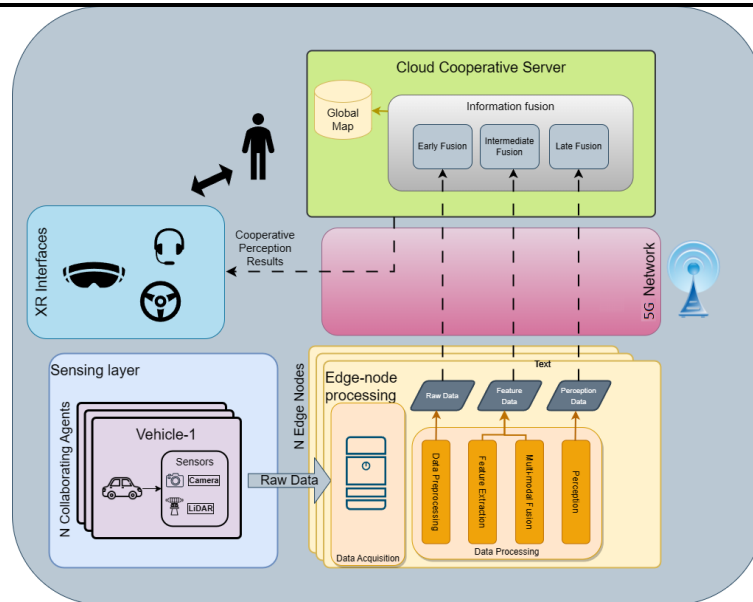 Cloud Cooperative Server
Information fusion
Global
Map
Early Fusion
Intermediate
Fusion
Late Fusion
XR Interfaces
Cooperative
Perception
Results
5G Network
Sensing layer
N Collaborating Agents
Vehicle-1
Sensors
Camera
LiDAR
Raw Data
N Edge Nodes
Edge-node
processing
Text
Raw Data
Feature
Data
Perception
Data
Data Preprocessing
Feature Extraction
Multi-modal Fusion
Perception
Data Acquisition
Data Processing